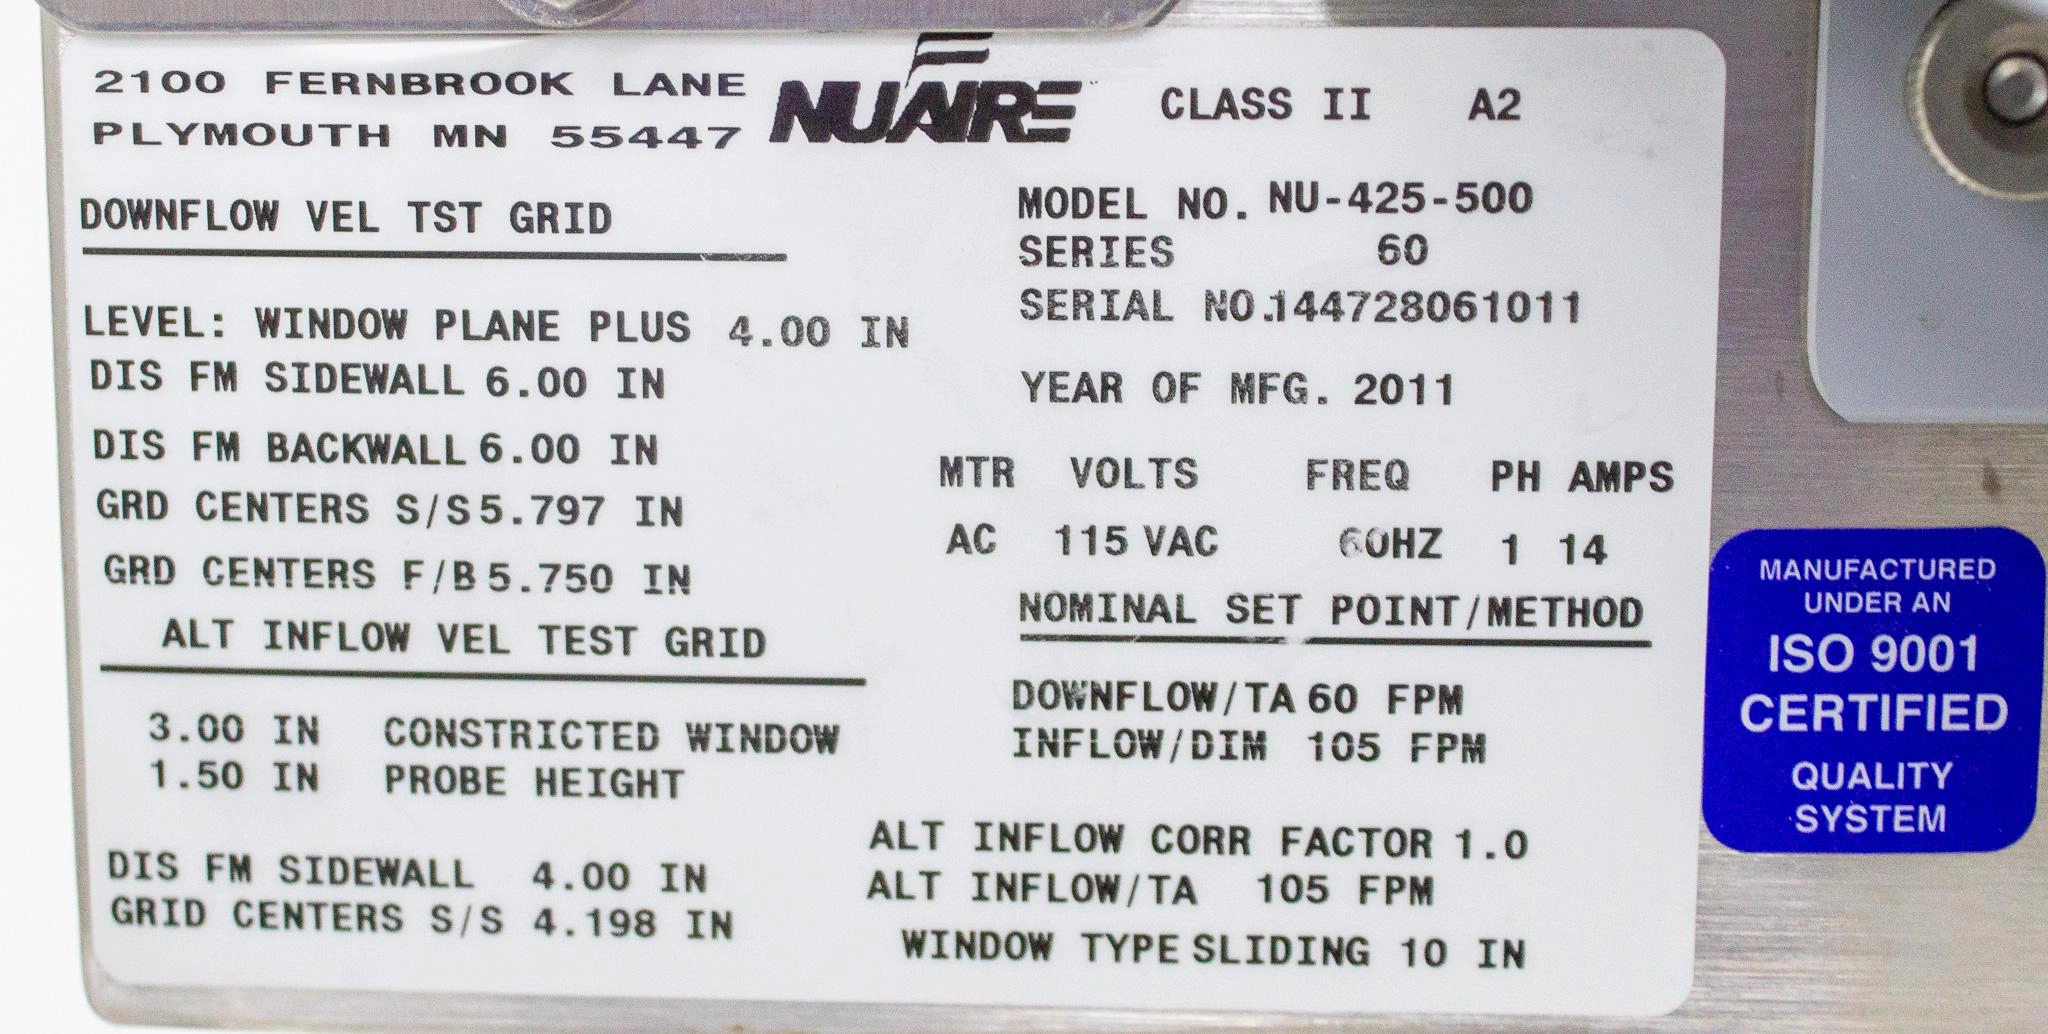 2100 FERNBROOK LANE
PLYMOUTH MN 55447
NUAIRE
CLASS II A2
DOWNFLOW VEL TST GRID
LEVEL: WINDOW PLANE PLUS 4.00 IN
DIS FM SIDEWALL 6.00 IN
DIS FM BACKWALL 6.00 IN
GRD CENTERS S/S 5.797 IN
GRD CENTERS F/B 5.750 IN
ALT INFLOW VEL TEST GRID
3.00 IN CONSTRICTED WINDOW
1.50 IN PROBE HEIGHT
DIS FM SIDEWALL 4.00 IN
GRID CENTERS S/S 4.198 IN
MODEL NO. NU-425-500
SERIES 60
SERIAL NO. 144728061011
YEAR OF MFG. 2011
MTR VOLTS FREQ PH AMPS
AC 115 VAC 60HZ 1 14
NOMINAL SET POINT/METHOD
DOWNFLOW/TA 60 FPM
INFLOW/DIM 105 FPM
ALT INFLOW CORR FACTOR 1.0
ALT INFLOW/TA 105 FPM
WINDOW TYPE SLIDING 10 IN
MANUFACTURED
UNDER AN
ISO 9001
CERTIFIED
QUALITY
SYSTEM